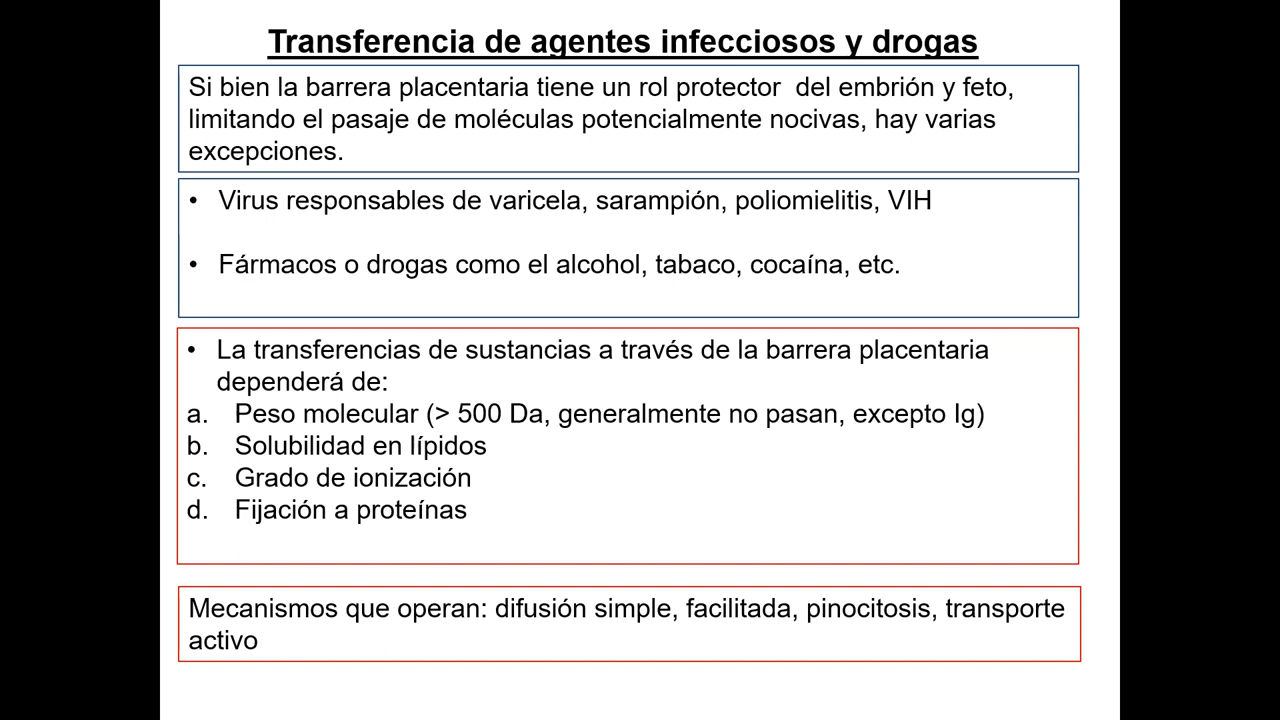 Transferencia de agentes infecciosos y drogas
Si bien la barrera placentaria tiene un rol protector  del embrión y feto,
limitando el pasaje de moléculas potencialmente nocivas, hay varias
excepciones.
• Virus responsables de varicela, sarampión, poliomielitis, VIH
• Fármacos o drogas como el alcohol, tabaco, cocaína, etc.
• La transferencias de sustancias a través de la barrera placentaria
dependerá de:
a. Peso molecular (> 500 Da, generalmente no pasan, excepto Ig)
b. Solubilidad en lípidos
c. Grado de ionización
d. Fijación a proteínas
Mecanismos que operan: difusión simple, facilitada, pinocitosis, transporte
activo